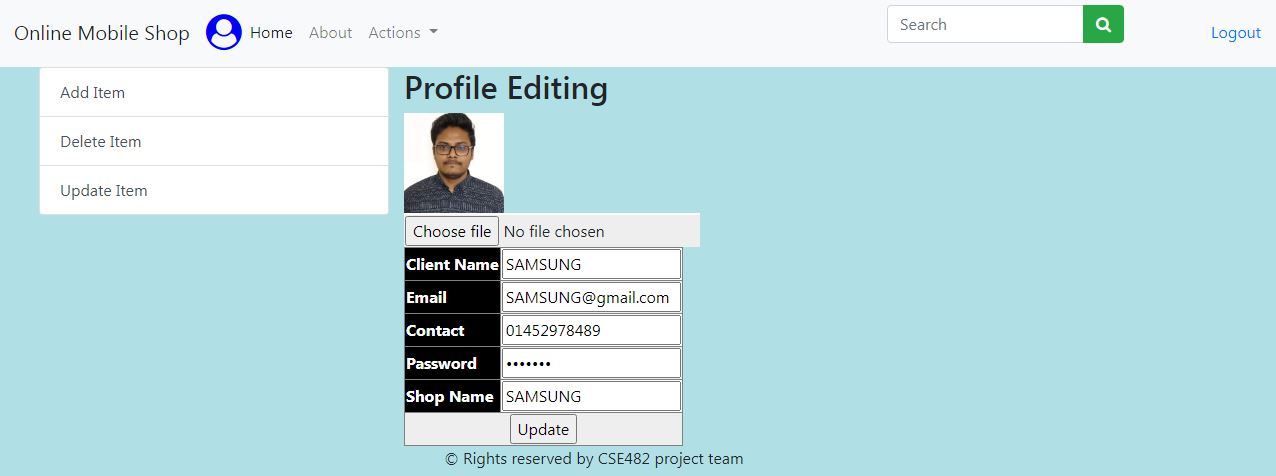 Online Mobile Shop Home About Actions Search Logout
Add Item
Delete Item
Update Item
Profile Editing
Choose file No file chosen
Client Name SAMSUNG
Email SAMSUNG@gmail.com
Contact 01452978489
Password •••••••
Shop Name SAMSUNG
Update
© Rights reserved by CSE482 project team